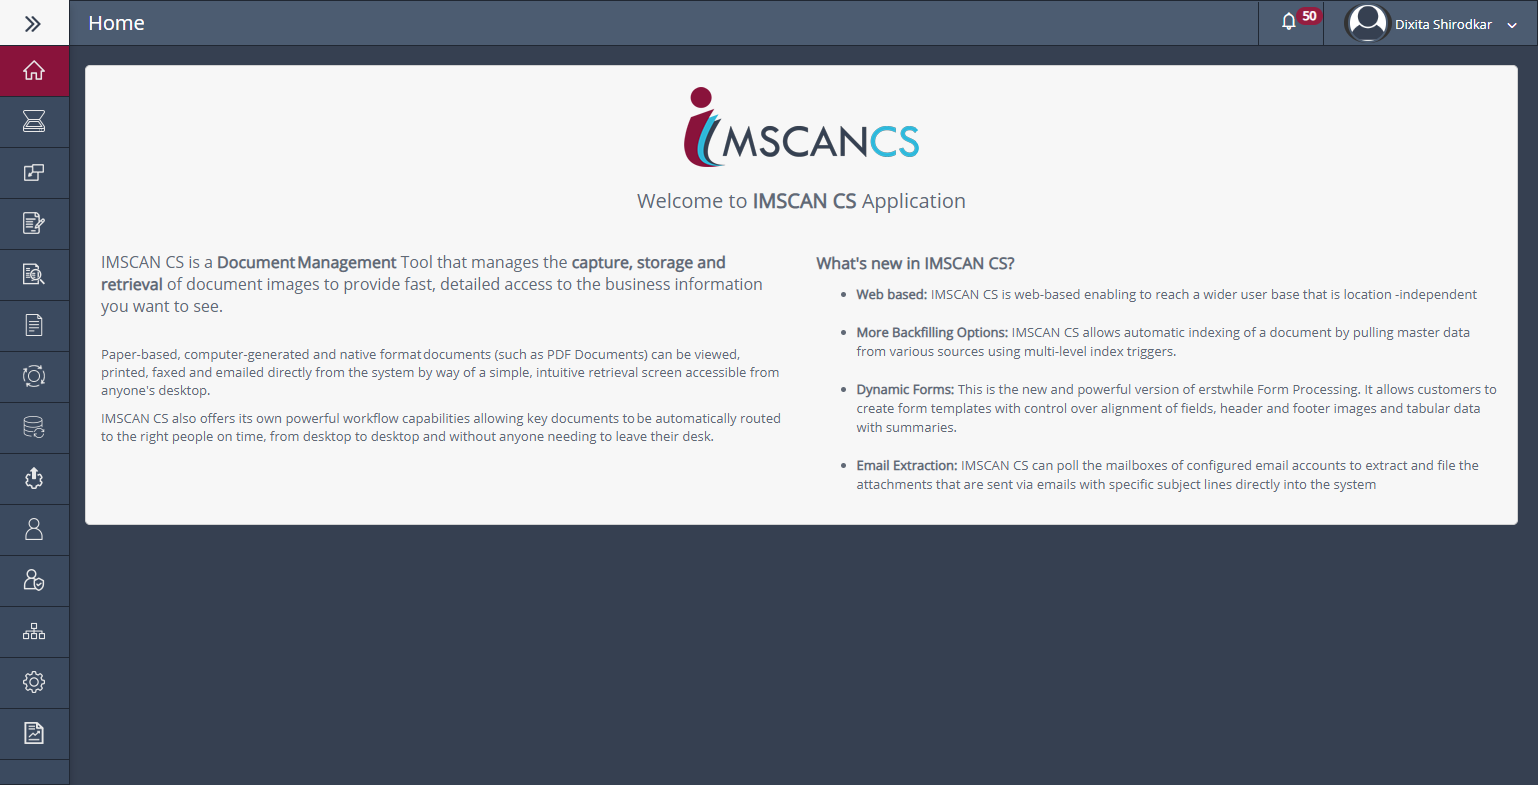 Home
50
Dixita Shirodkar
MSCANCS
Welcome to IMSCAN CS Application
IMSCAN CS is a Document Management Tool that manages the capture, storage and
retrieval of document images to provide fast, detailed access to the business information
you want to see.
Paper-based, computer-generated and native format documents (such as PDF Documents) can be viewed,
printed, faxed and emailed directly from the system by way of a simple, intuitive retrieval screen accessible from
anyone's desktop.
IMSCAN CS also offers its own powerful workflow capabilities allowing key documents to be automatically routed
to the right people on time, from desktop to desktop and without anyone needing to leave their desk.
What's new in IMSCAN CS?
• Web based: IMSCAN CS is web-based enabling to reach a wider user base that is location -independent
• More Backfilling Options: IMSCAN CS allows automatic indexing of a document by pulling master data
from various sources using multi-level index triggers.
• Dynamic Forms: This is the new and powerful version of erstwhile Form Processing. It allows customers to
create form templates with control over alignment of fields, header and footer images and tabular data
with summaries.
• Email Extraction: IMSCAN CS can poll the mailboxes of configured email accounts to extract and file the
attachments that are sent via emails with specific subject lines directly into the system